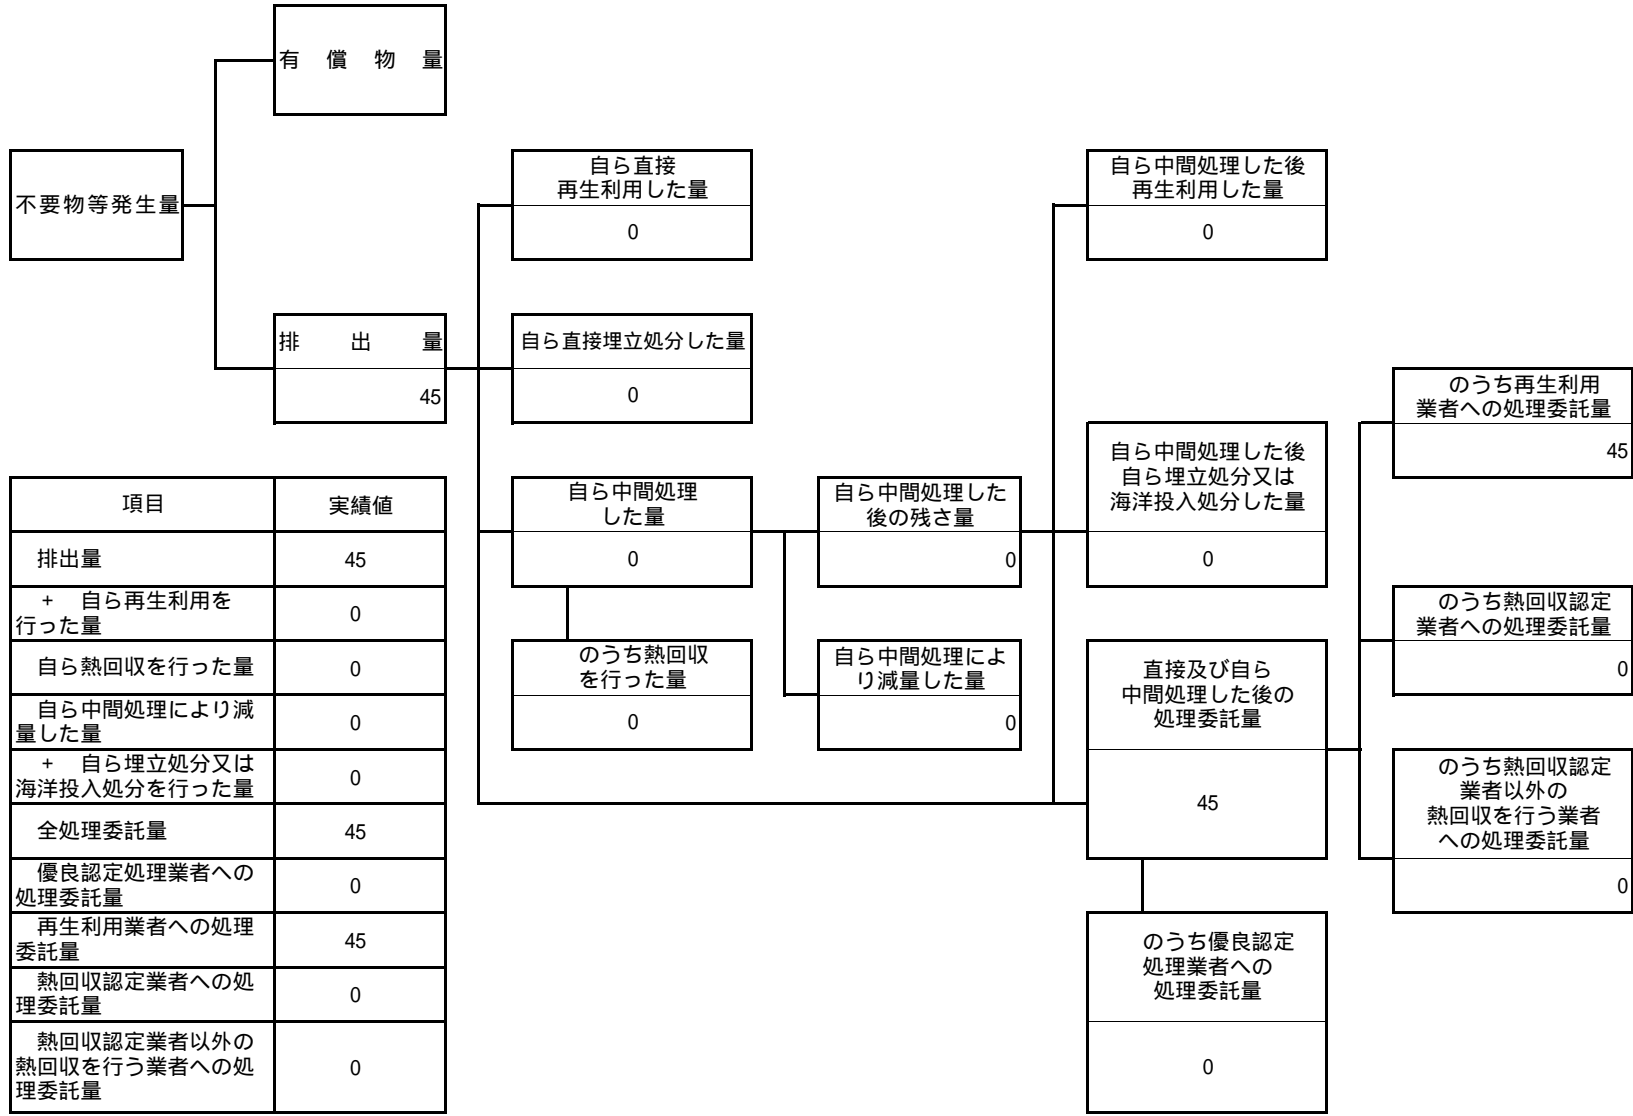 有償物量
不要物等発生量
自ら直接
再生利用した量
0
自ら中間処理した後
再生利用した量
0
排出量
45
自ら直接埋立処分した量
0
のうち再生利用
業者への処理委託量
45
自ら中間処理
した量
0
自ら中間処理した
後の残さ量
0
自ら中間処理した後
自ら埋立処分又は
海洋投入処分した量
0
のうち熱回収認定
業者への処理委託量
0
のうち熱回収
を行った量
0
自ら中間処理によ
り減量した量
0
直接及び自ら
中間処理した後の
処理委託量
45
のうち熱回収認定
業者以外の
熱回収を行う業者
への処理委託量
0
のうち優良認定
処理業者への
処理委託量
0
項目 実績値
排出量 45
+ 自ら再生利用を
行った量 0
自ら熱回収を行った量 0
自ら中間処理により減
量した量 0
+ 自ら埋立処分又は
海洋投入処分を行った量 0
全処理委託量 45
優良認定処理業者への
処理委託量 0
再生利用業者への処理
委託量 45
熱回収認定業者への処
理委託量 0
熱回収認定業者以外の
熱回収を行う業者への処
理委託量 0